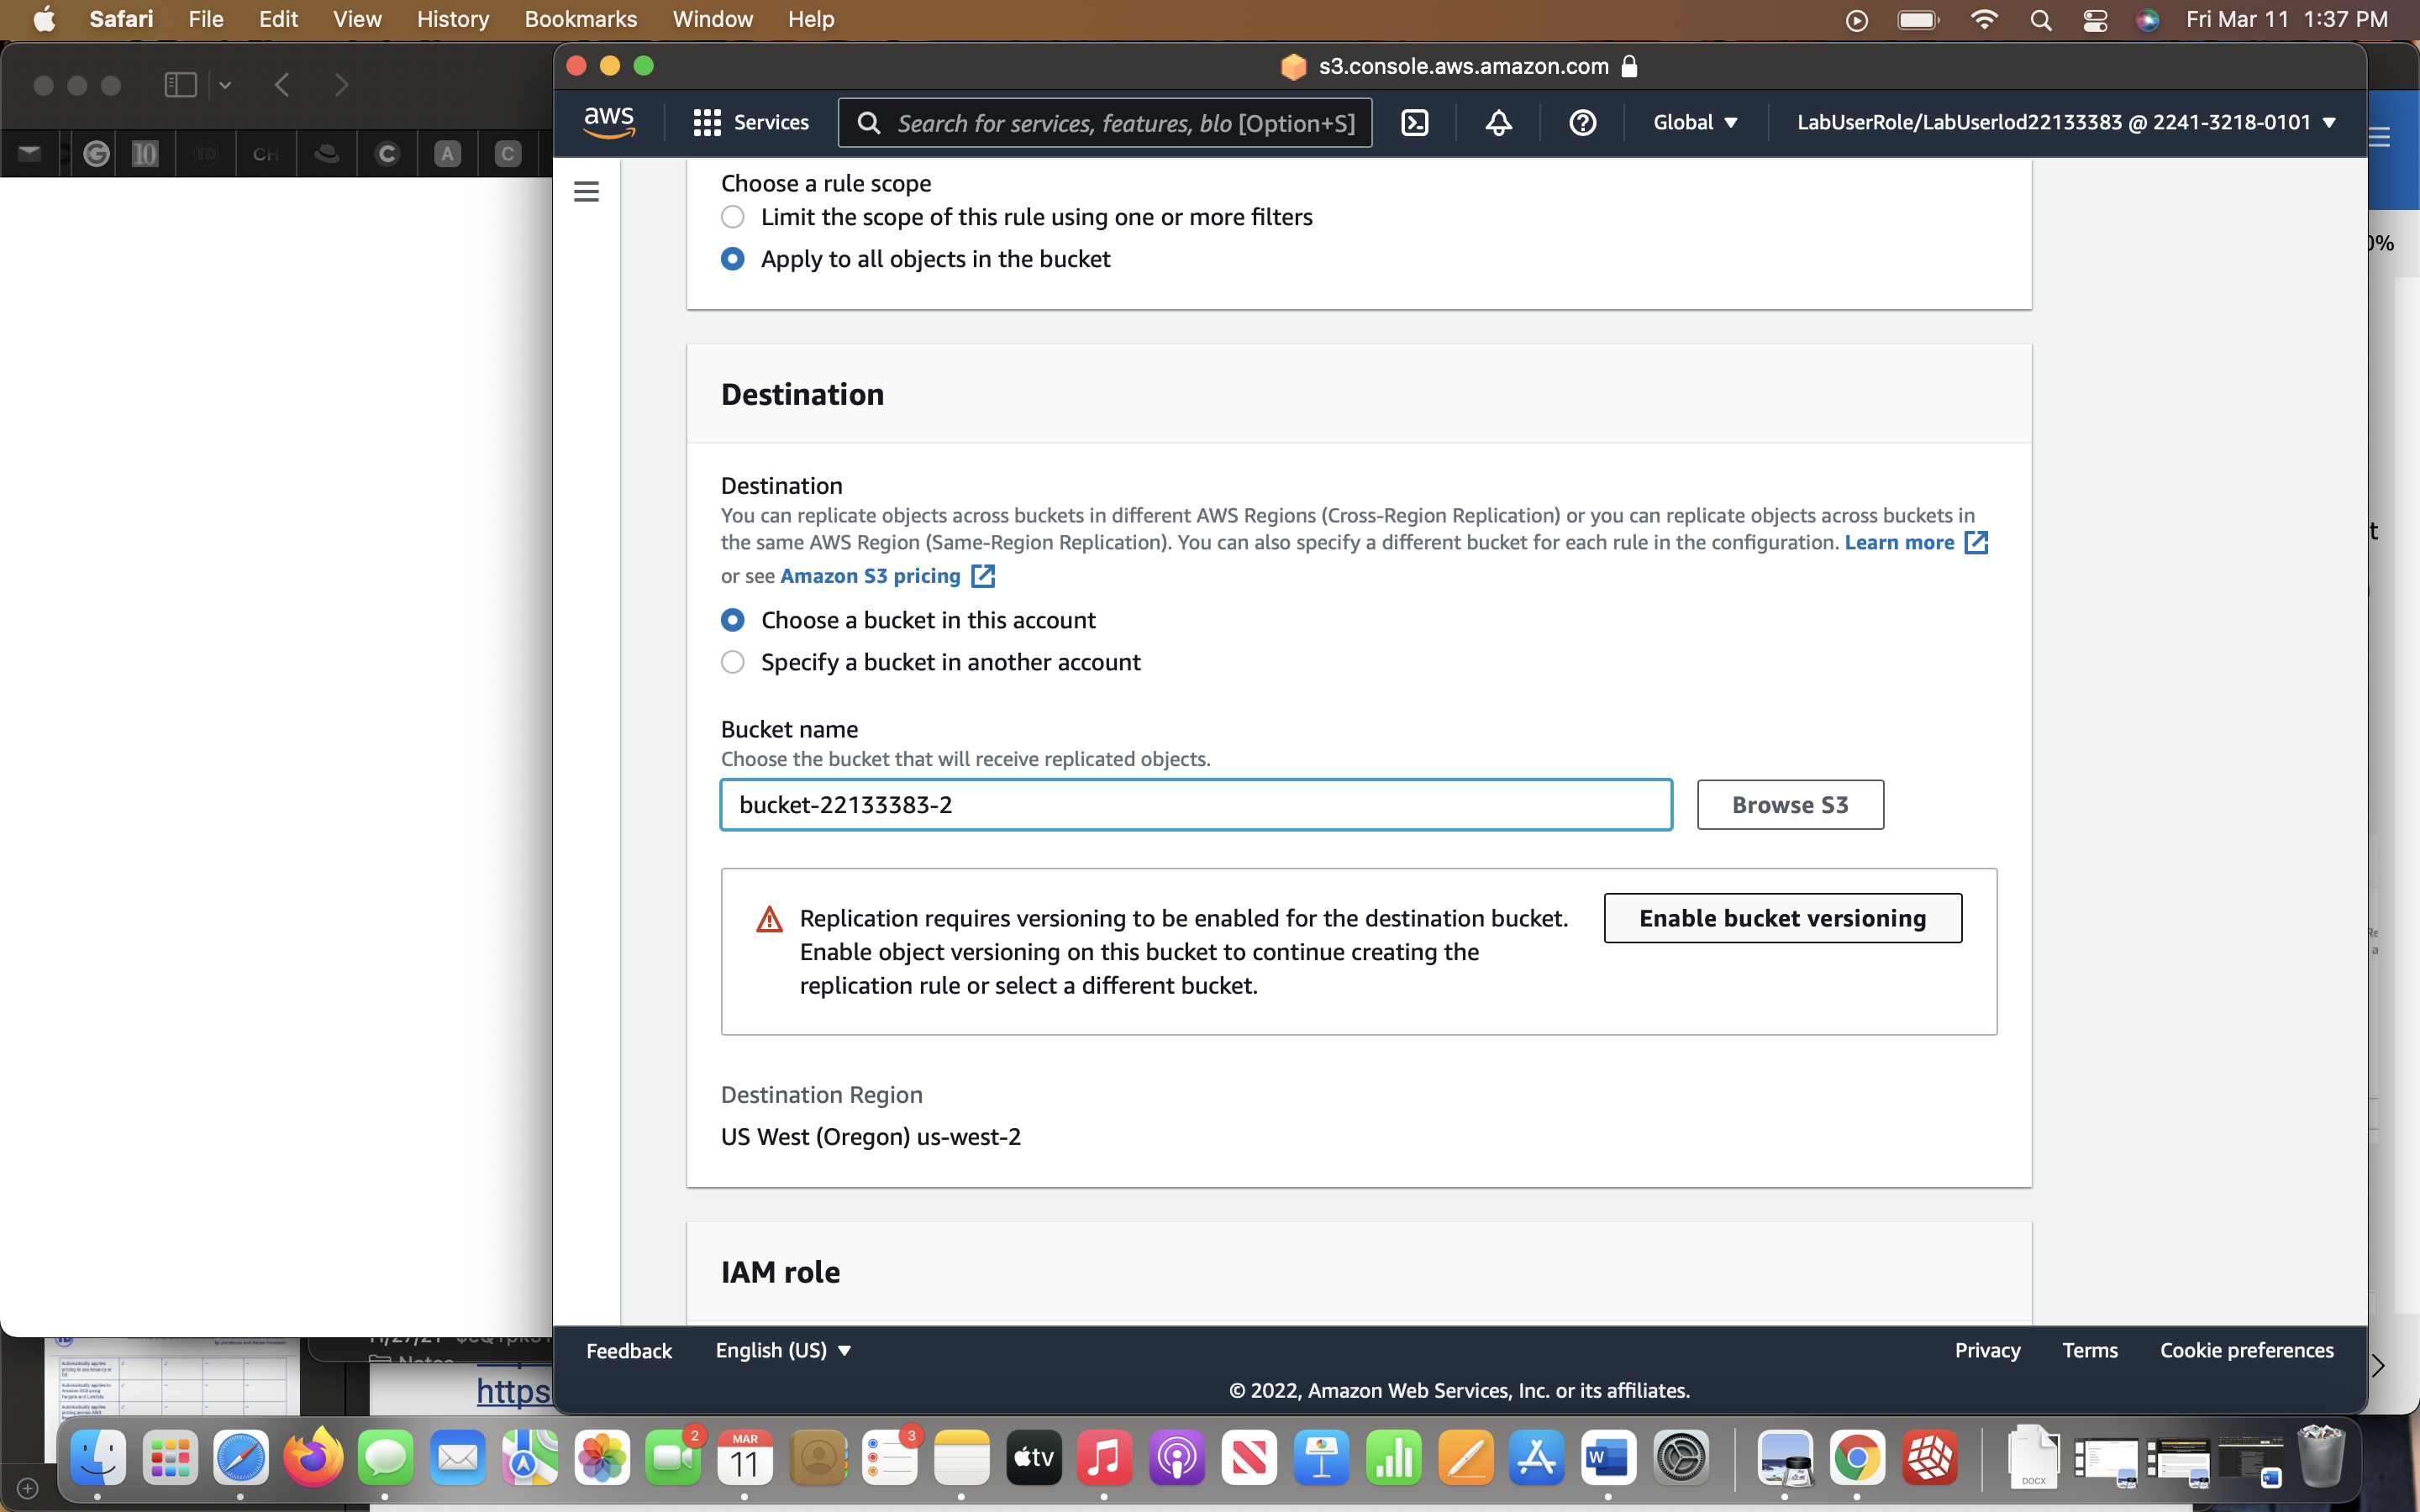 Safari File Edit View History Bookmarks Window Help Fri Mar 11 1:37 PM
s3.console.aws.amazon.com
aws Services Search for services, features, blo [Option+S] Global ▼ LabUserRole/LabUserlod22133383 @ 2241-3218-0101 ▼
10 TD CH C A C
Choose a rule scope
Limit the scope of this rule using one or more filters
Apply to all objects in the bucket
0%
Destination
Destination
You can replicate objects across buckets in different AWS Regions (Cross-Region Replication) or you can replicate objects across buckets in
the same AWS Region (Same-Region Replication). You can also specify a different bucket for each rule in the configuration. Learn more
or see Amazon S3 pricing
Choose a bucket in this account
Specify a bucket in another account
Bucket name
Choose the bucket that will receive replicated objects.
bucket-22133383-2 Browse S3
Replication requires versioning to be enabled for the destination bucket. Enable bucket versioning
Enable object versioning on this bucket to continue creating the
replication rule or select a different bucket.
Destination Region
US West (Oregon) us-west-2
IAM role
Feedback English (US) ▼ Privacy Terms Cookie preferences
© 2022, Amazon Web Services, Inc. or its affiliates.
https
2 MAR 11 3 tv W DOCX